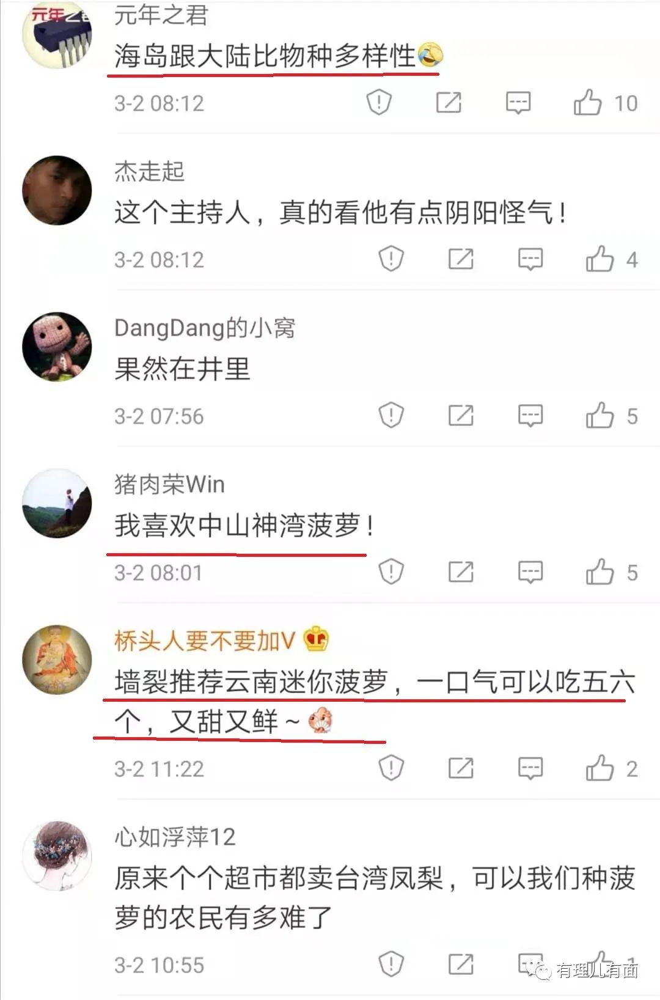 元年之君
元年之君
海岛跟大陆比物种多样性🤣
3-2 08:12
10
杰走起
这个主持人，真的看他有点阴阳怪气！
3-2 08:12
4
DangDang的小窝
果然在井里
3-2 07:56
5
猪肉荣Win
我喜欢中山神湾菠萝！
3-2 08:01
5
桥头人要不要加V
墙裂推荐云南迷你菠萝，一口气可以吃五六
个，又甜又鲜~
3-2 11:22
2
心如浮萍12
原来个个超市都卖台湾凤梨，可以我们种菠
萝的农民有多难了
3-2 10:55
1
有理儿有面